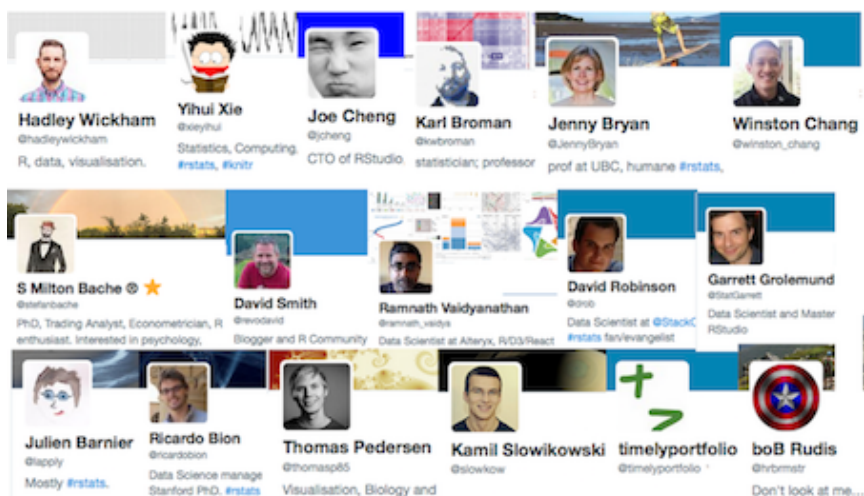 Hadley Wickham
@hadleywickham
R, data, visualisation.
Yihui Xie
@xieyihui
Statistics, Computing.
#rstats, #knitr
Joe Cheng
@jcheng
CTO of RStudio
Karl Broman
@kwbroman
statistician; professor
Jenny Bryan
@JennyBryan
prof at UBC, humane #rstats,
Winston Chang
@winston_chang
S Milton Bache ®
@stefanbache
PhD, Trading Analyst, Econometrician, R
enthusiast. Interested in psychology,
David Smith
@revodavid
Blogger and R Community
Ramnath Vaidyanathan
@ramnath_vaidya
Data Scientist at Alteryx, R/D3/React
David Robinson
@drob
Data Scientist at @StackO
#rstats fan/evangelist
Garrett Grolemund
@StatGarrett
Data Scientist and Master
RStudio
Julien Barnier
@lapply
Mostly #rstats.
Ricardo Bion
@ricardobion
Data Science manage
Stanford PhD. #rstats
Thomas Pedersen
@thomasp85
Visualisation, Biology and
Kamil Slowikowski
@slowkow
timelyportfolio
@timelyportfolio
boB Rudis
@hrbrmstr
Don't look at me...